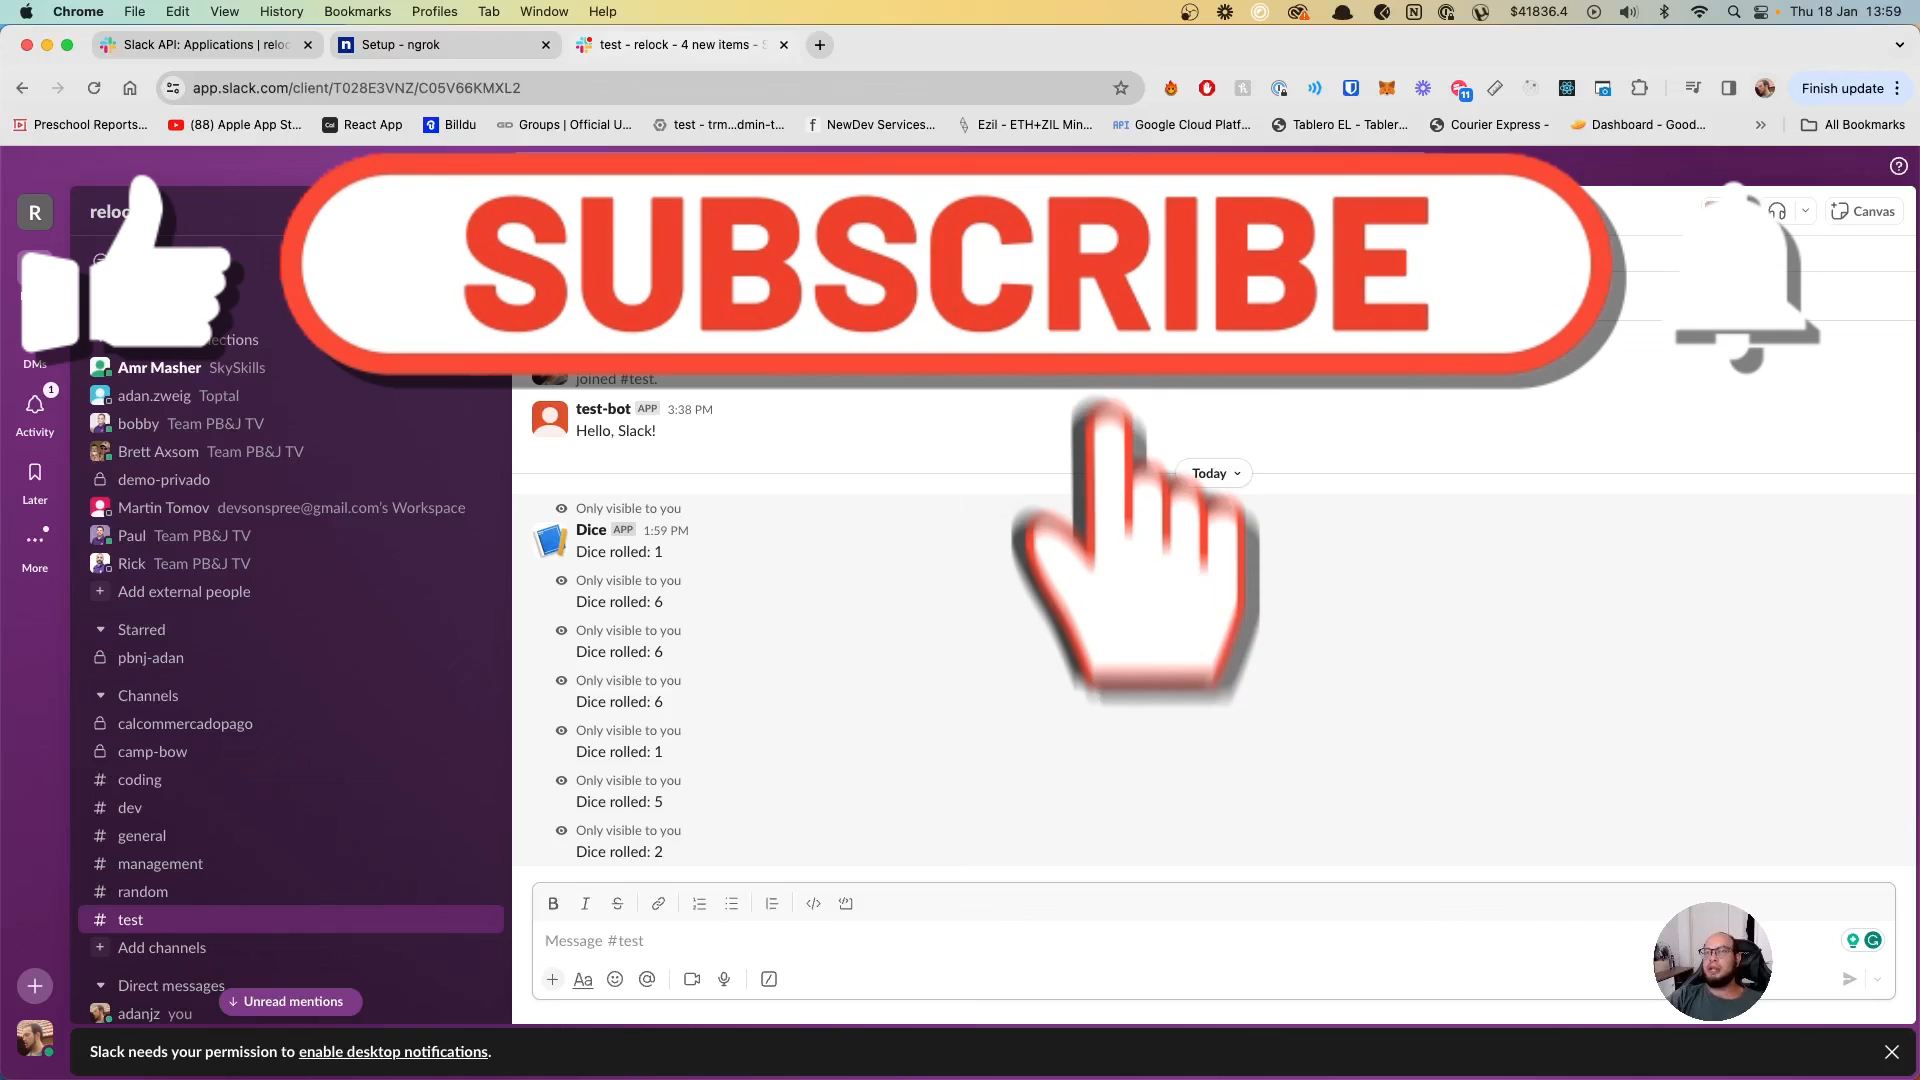 Chrome File Edit View History Bookmarks Profiles Tab Window Help $41836.4 Thu 18 Jan 13:59
Slack API: Applications | reloc Setup - ngrok test - relock - 4 new items - S
app.slack.com/client/T028E3VNZ/C05V66KMXL2 11 Finish update
Preschool Reports... (88) Apple App St... React App Billdu Groups | Official U... test - trm...dmin-t... NewDev Services... Ezil - ETH+ZIL Min... API Google Cloud Platf... Tablero EL - Tabler... Courier Express - Dashboard - Good... All Bookmarks
SUBSCRIBE
R
reloc
Canvas
ections
DMs
Amr Masher SkySkills
adan.zweig Toptal
1
Activity
bobby Team PB&J TV
Brett Axsom Team PB&J TV
demo-privado
Later
Martin Tomov devsonspree@gmail.com's Workspace
Paul Team PB&J TV
More
Rick Team PB&J TV
Add external people
Starred
pbnj-adan
Channels
calcommercadopago
camp-bow
coding
dev
general
management
random
test
Add channels
Direct messages
Unread mentions
adanjz you
joined #test.
test-bot APP 3:38 PM
Hello, Slack!
Today
Only visible to you
Dice APP 1:59 PM
Dice rolled: 1
Only visible to you
Dice rolled: 6
Only visible to you
Dice rolled: 6
Only visible to you
Dice rolled: 6
Only visible to you
Dice rolled: 1
Only visible to you
Dice rolled: 5
Only visible to you
Dice rolled: 2
Message #test
Slack needs your permission to enable desktop notifications.